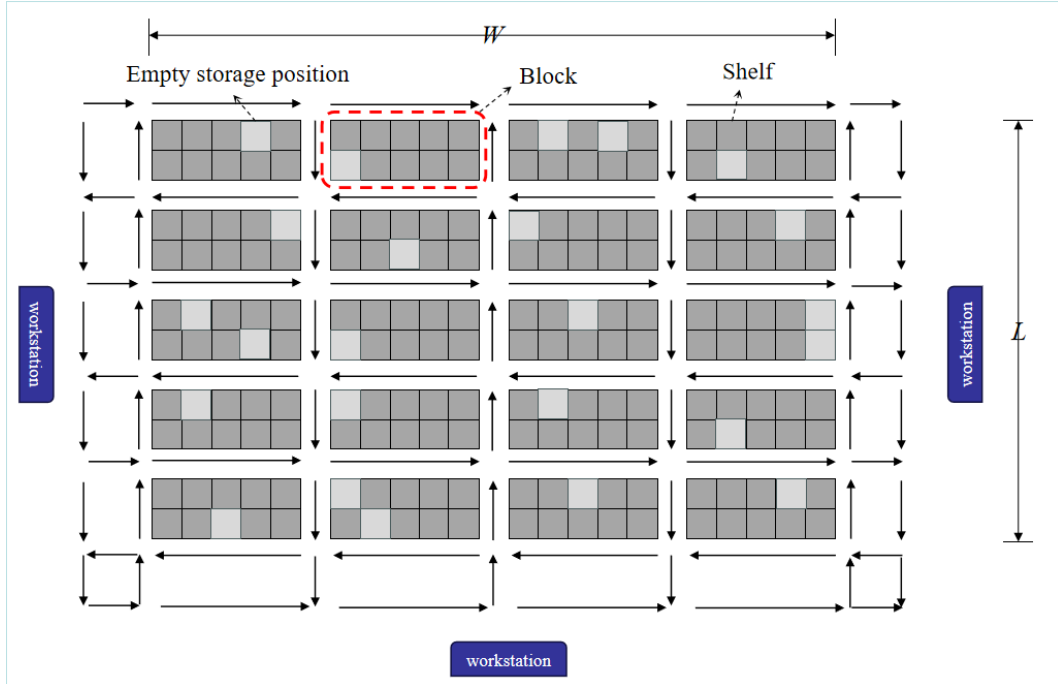 W
Empty storage position
Block
Shelf
workstation
workstation
L
workstation